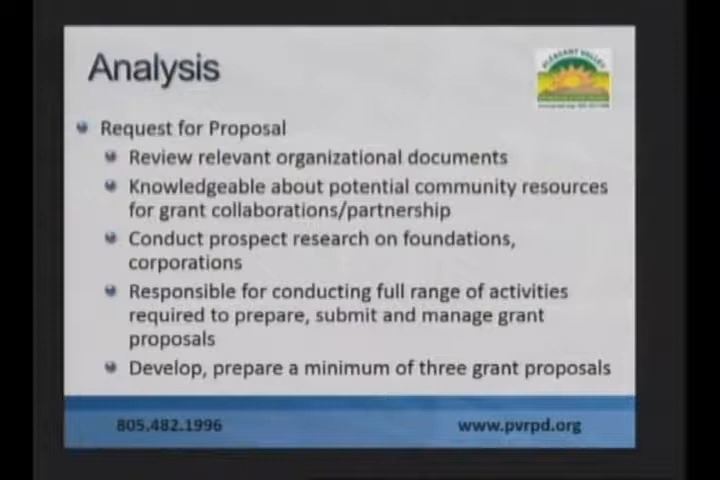 Analysis
PLEASANT VALLEY
Request for Proposal
Review relevant organizational documents
Knowledgeable about potential community resources
for grant collaborations/partnership
Conduct prospect research on foundations,
corporations
Responsible for conducting full range of activities
required to prepare, submit and manage grant
proposals
Develop, prepare a minimum of three grant proposals
805.482.1996
www.pvrpd.org